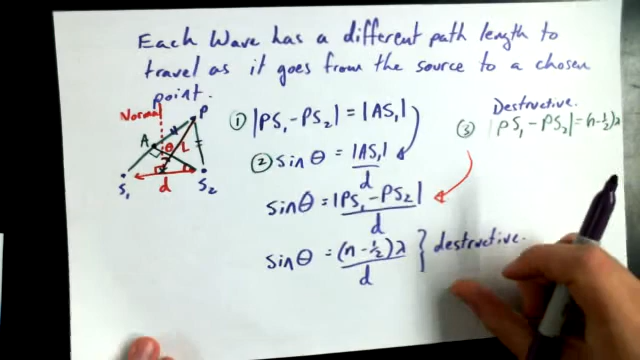 Each Wave has a different path length to
travel as it goes from the source to a chosen
point.
Normal
P
A
θ
L
S₁
d
S₂
① |PS₁ - PS₂| = |AS₁|
② sin θ = |AS₁|/d
sin θ = |PS₁ - PS₂|/d
sin θ = (n - ½)λ/d } destructive.
Destructive.
③ |PS₁ - PS₂| = (n - ½)λ